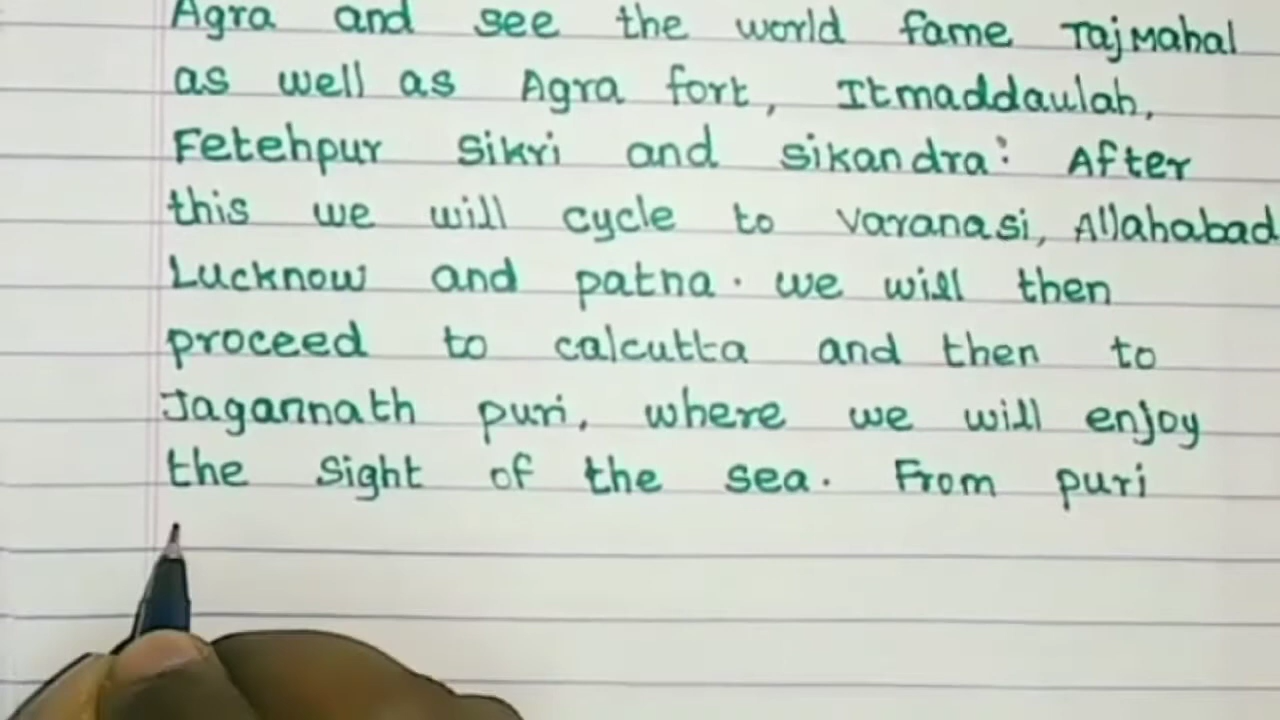 Agra and see the world fame TajMahal
as well as Agra fort, Itmaddaulah,
Fetehpur Sikri and sikandra: After
this we will cycle to Varanasi, Allahabad
Lucknow and patna. we will then
proceed to calcutta and then to
Jagannath puri, where we will enjoy
the sight of the sea. From puri